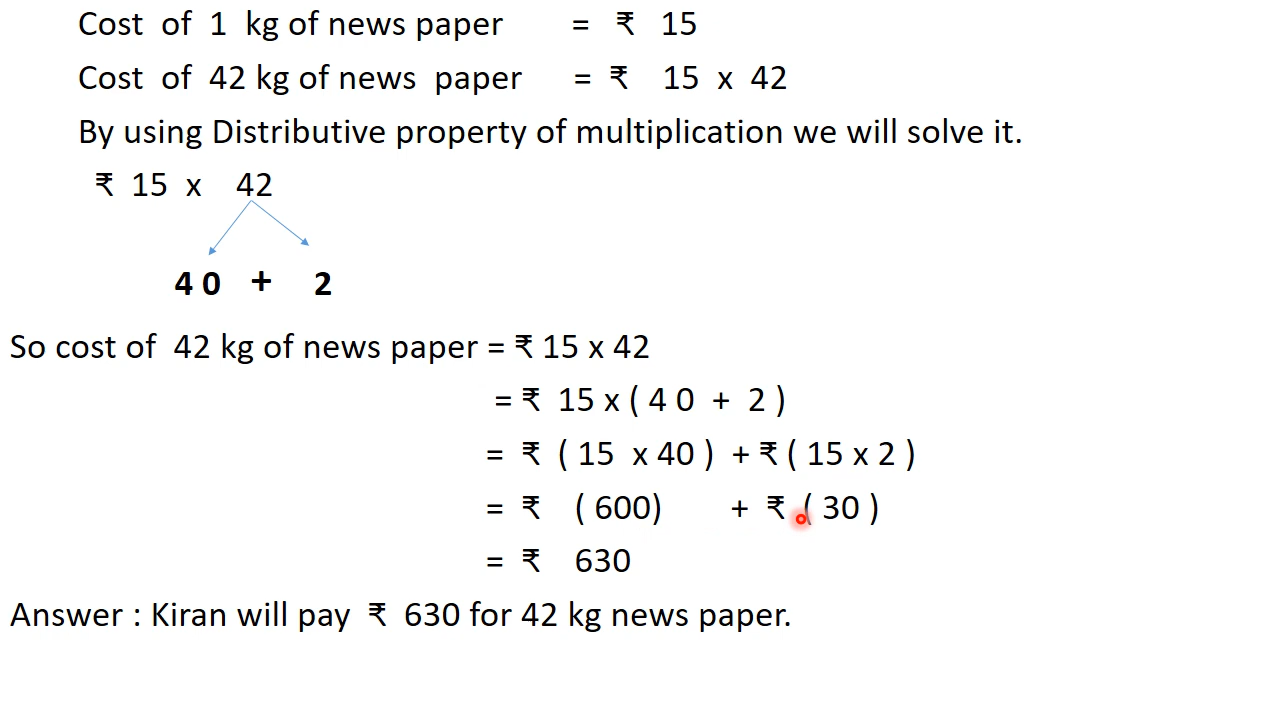 Cost of 1 kg of news paper = ₹ 15
Cost of 42 kg of news paper = ₹ 15 x 42
By using Distributive property of multiplication we will solve it.
₹ 15 x 42
4 0 + 2
So cost of 42 kg of news paper = ₹ 15 x 42
= ₹ 15 x ( 4 0 + 2 )
= ₹ ( 15 x 40 ) + ₹ ( 15 x 2 )
= ₹ ( 600) + ₹ ( 30 )
= ₹ 630
Answer : Kiran will pay ₹ 630 for 42 kg news paper.